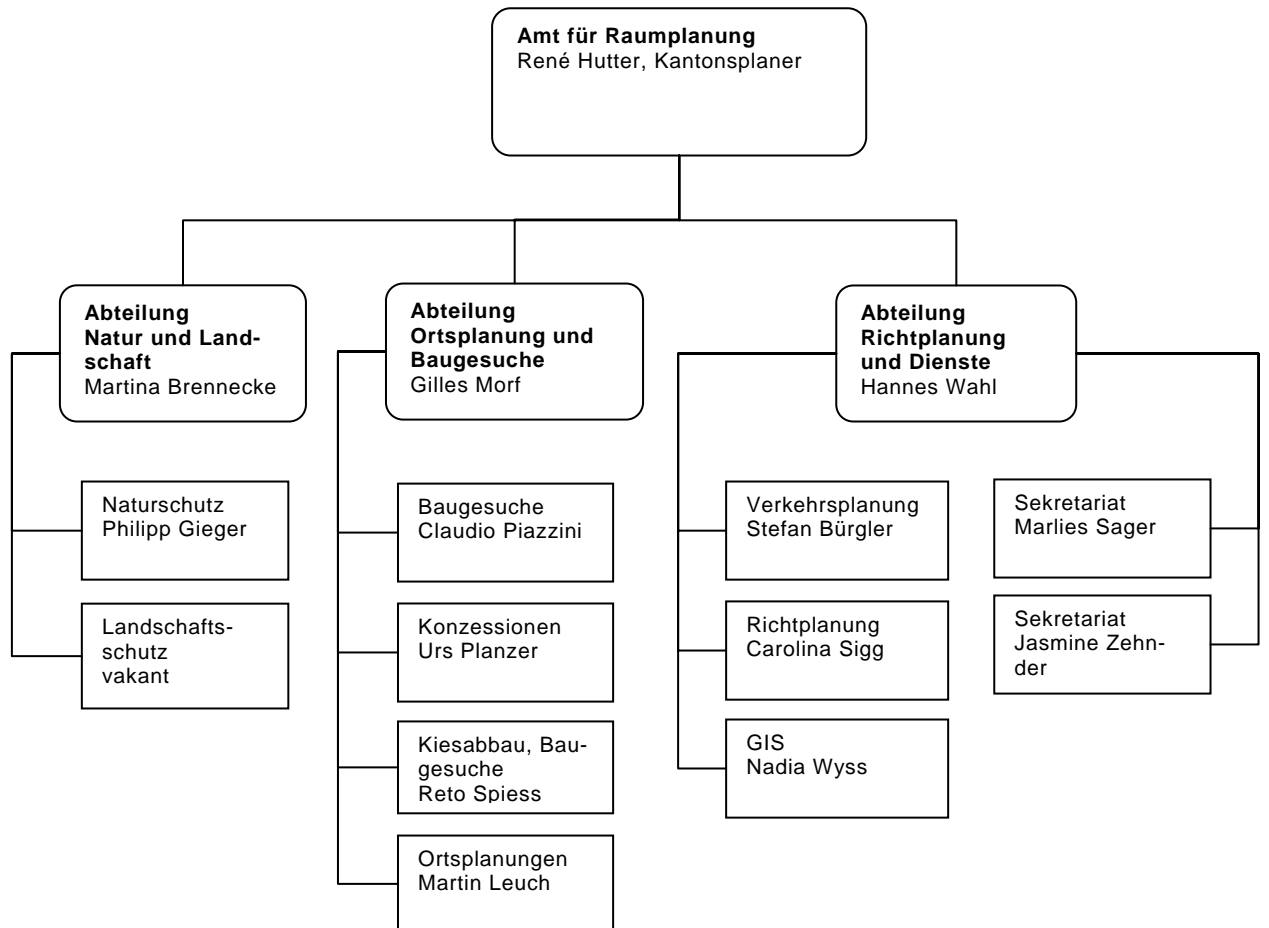 Amt für Raumplanung
René Hutter, Kantonsplaner
Abteilung
Natur und Land-
schaft
Martina Brennecke
Abteilung
Ortsplanung und
Baugesuche
Gilles Morf
Abteilung
Richtplanung
und Dienste
Hannes Wahl
Naturschutz
Philipp Gieger
Landschafts-
schutz
vakant
Baugesuche
Claudio Piazzini
Konzessionen
Urs Planzer
Kiesabbau, Bau-
gesuche
Reto Spiess
Ortsplanungen
Martin Leuch
Verkehrsplanung
Stefan Bürgler
Richtplanung
Carolina Sigg
GIS
Nadia Wyss
Sekretariat
Marlies Sager
Sekretariat
Jasmine Zehn-
der